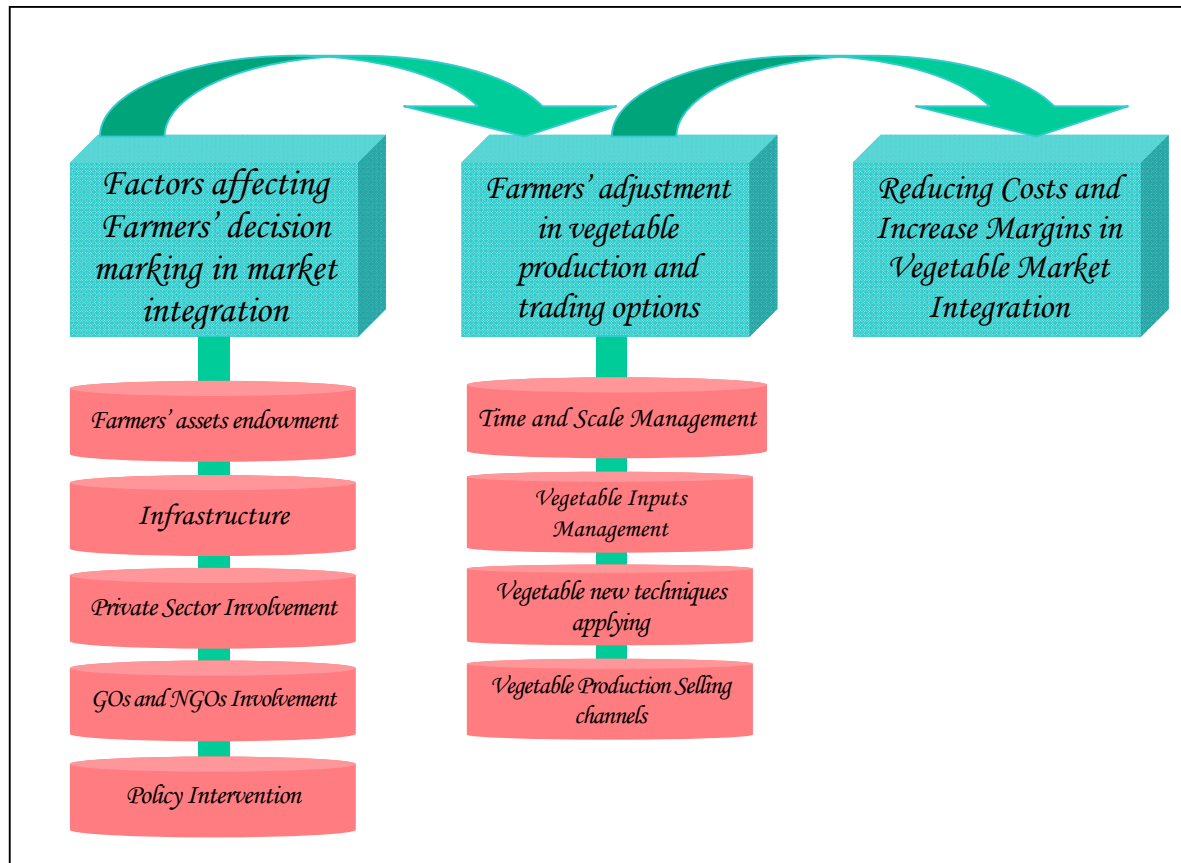 Factors affecting
Farmers' decision
marking in market
integration
Farmers' assets endowment
Infrastructure
Private Sector Involvement
GOs and NGOs Involvement
Policy Intervention
Farmers' adjustment
in vegetable
production and
trading options
Time and Scale Management
Vegetable Inputs
Management
Vegetable new techniques
applying
Vegetable Production Selling
channels
Reducing Costs and
Increase Margins in
Vegetable Market
Integration